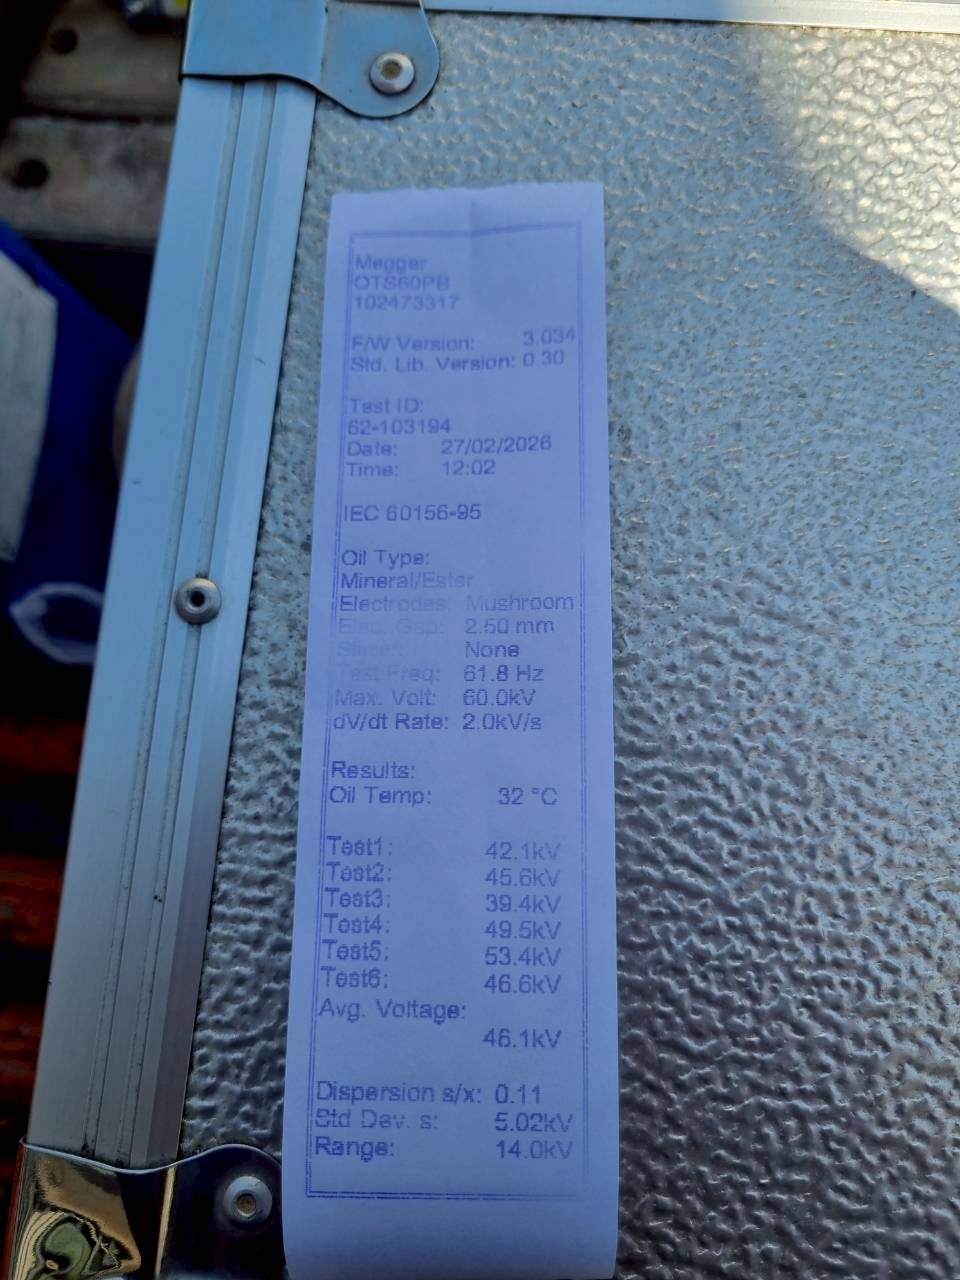 Megger
OTS60PB
102473317
F/W Version: 3.034
Std. Lib. Version: 0.30
Test ID:
62-103194
Date: 27/02/2026
Time: 12:02
IEC 60156-95
Oil Type:
Mineral/Ester
Electrodes: Mushroom
Elec. Gap: 2.50 mm
Stirrer: None
Test Freq: 61.8 Hz
Max. Volt: 60.0kV
dV/dt Rate: 2.0kV/s
Results:
Oil Temp: 32 °C
Test1: 42.1kV
Test2: 45.6kV
Test3: 39.4kV
Test4: 49.5kV
Test5: 53.4kV
Test6: 46.6kV
Avg. Voltage:
46.1kV
Dispersion s/x: 0.11
Std Dev. s: 5.02kV
Range: 14.0kV